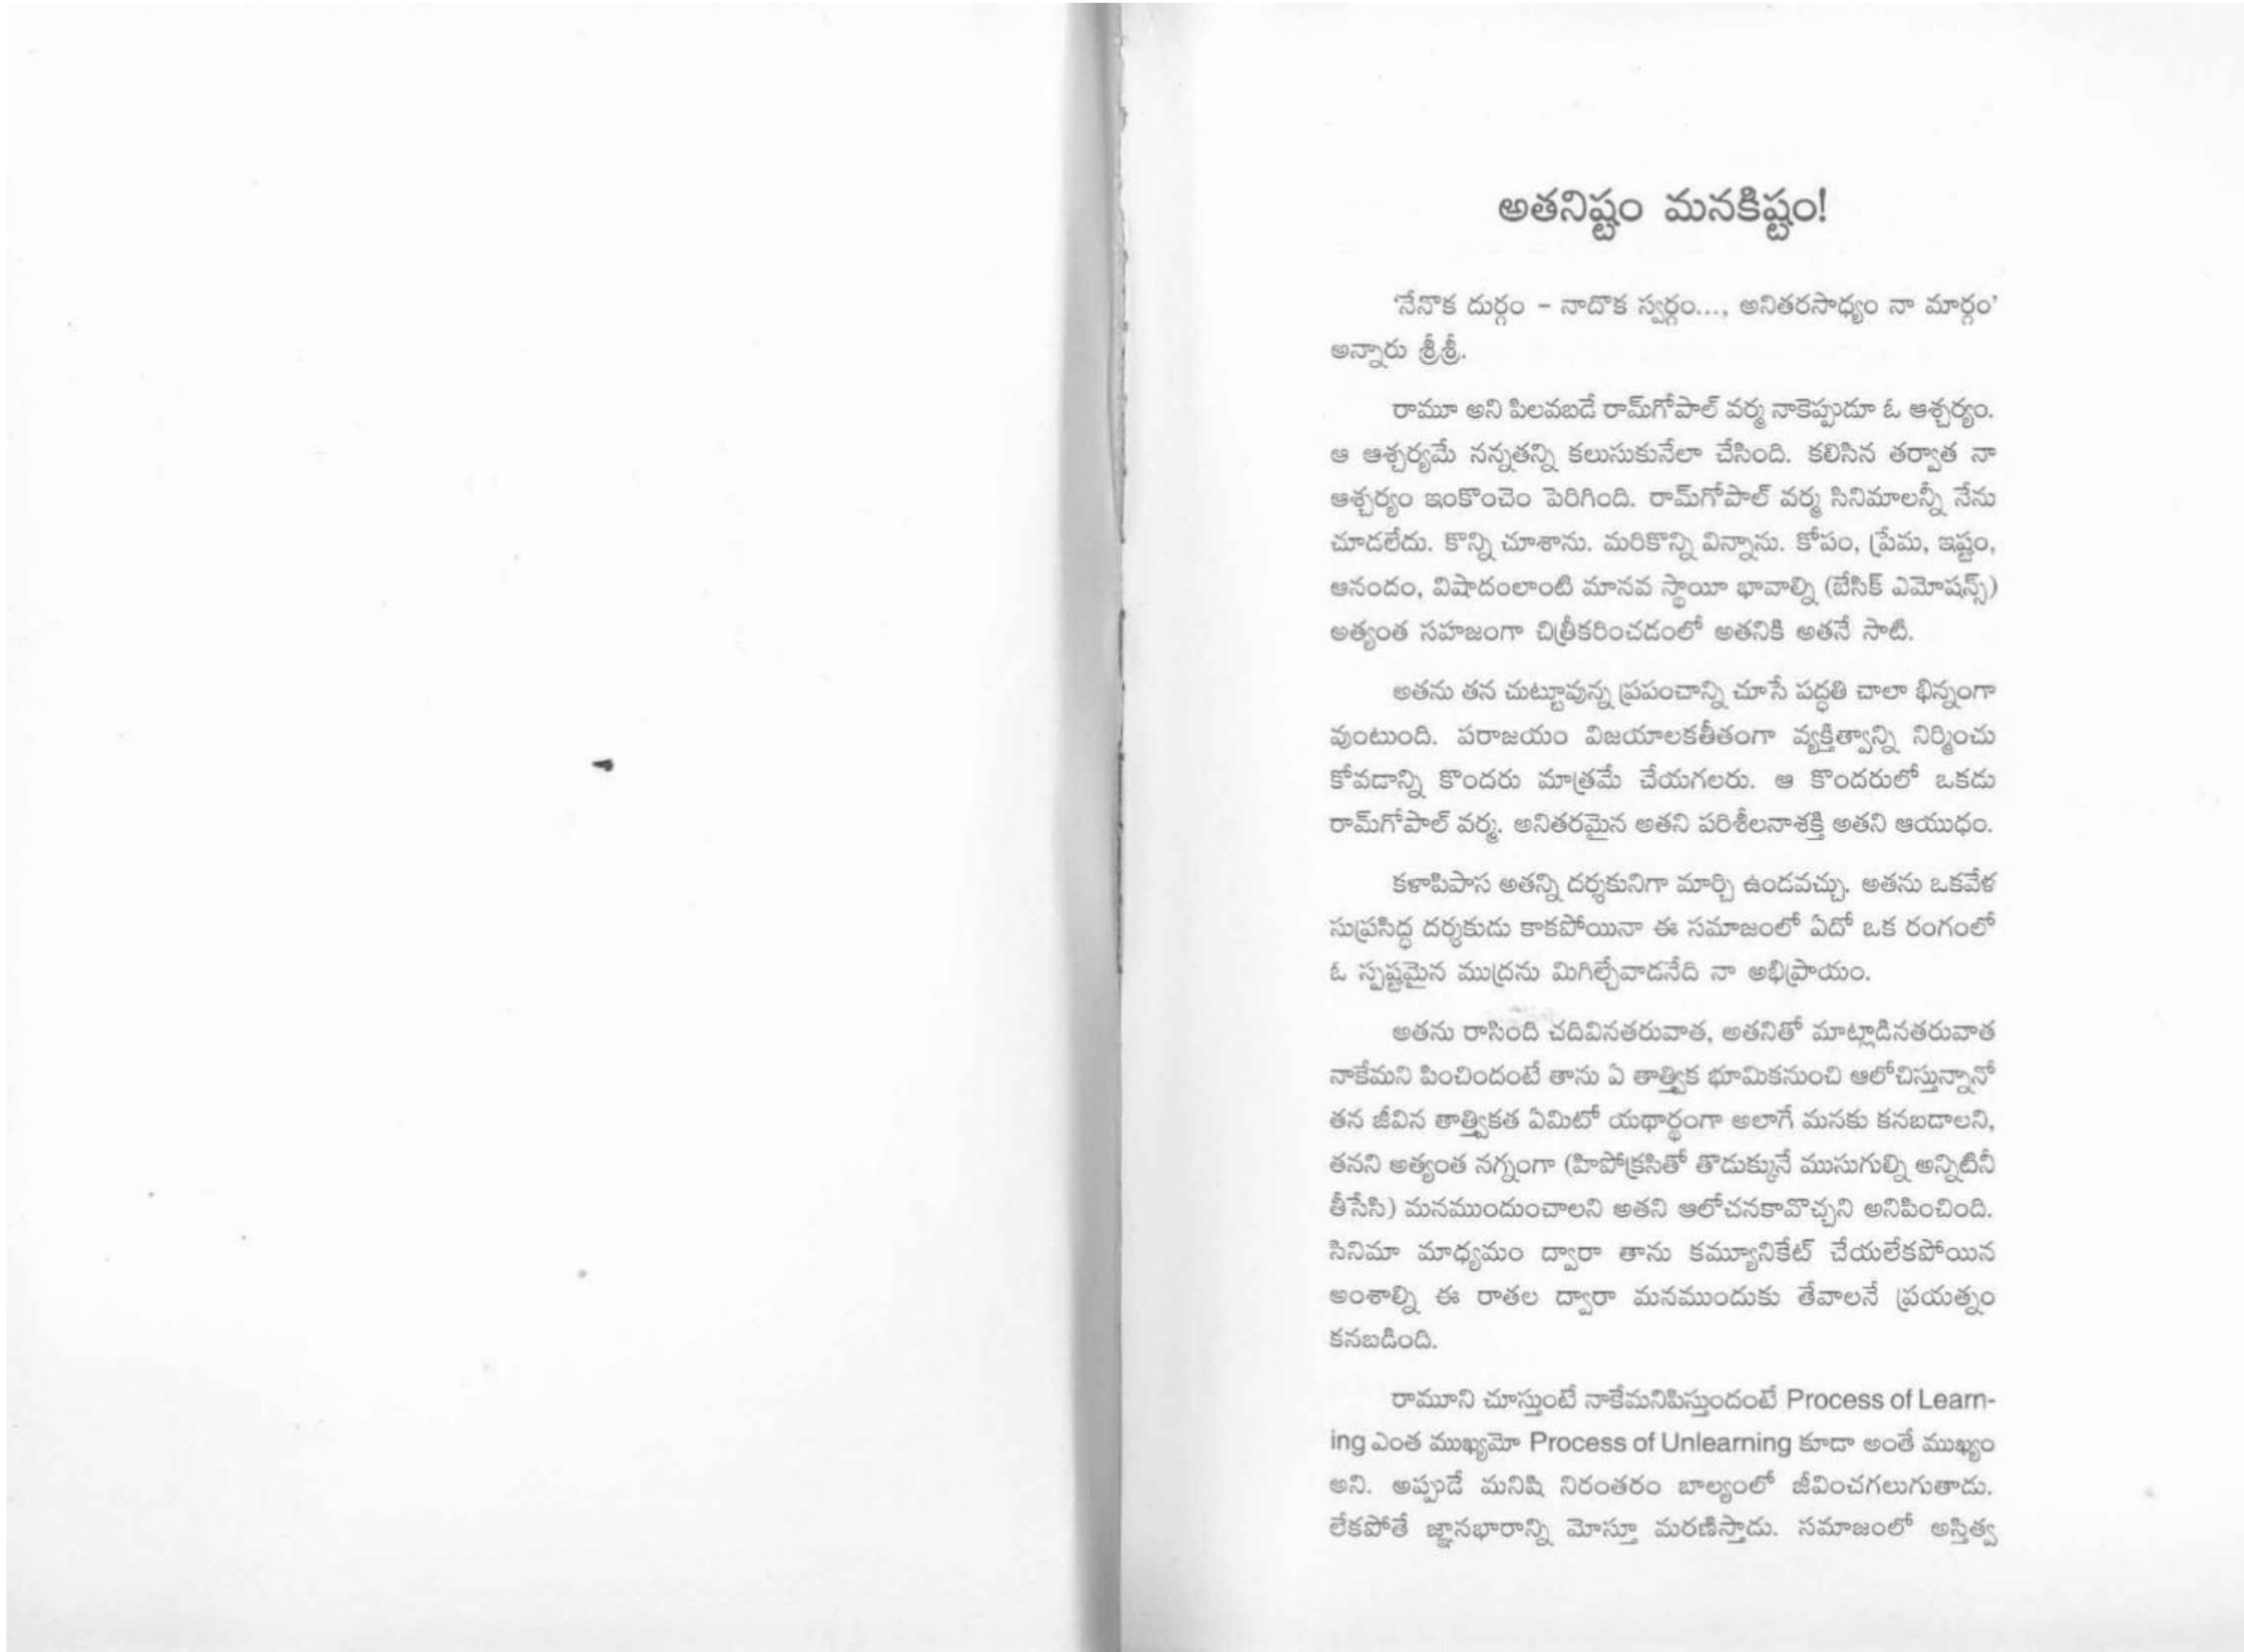 అతనిష్టం మనకిష్టం!
'నేనొక దుర్గం – నాదొక స్వర్గం..., అనితరసాధ్యం నా మార్గం'
అన్నారు శ్రీశ్రీ.
రామూ అని పిలవబడే రామ్‌గోపాల్ వర్మ నాకెప్పుడూ ఓ ఆశ్చర్యం.
ఆ ఆశ్చర్యమే నన్నతన్ని కలుసుకునేలా చేసింది. కలిసిన తర్వాత నా
ఆశ్చర్యం ఇంకొంచెం పెరిగింది. రామ్‌గోపాల్ వర్మ సినిమాలన్నీ నేను
చూడలేదు. కొన్ని చూశాను. మరికొన్ని విన్నాను. కోపం, ప్రేమ, ఇష్టం,
ఆనందం, విషాదంలాంటి మానవ స్థాయీ భావాల్ని (బేసిక్ ఎమోషన్స్)
అత్యంత సహజంగా చిత్రీకరించడంలో అతనికి అతనే సాటి.
అతను తన చుట్టూవున్న ప్రపంచాన్ని చూసే పద్ధతి చాలా భిన్నంగా
వుంటుంది. పరాజయం విజయాలకతీతంగా వ్యక్తిత్వాన్ని నిర్మించు
కోవడాన్ని కొందరు మాత్రమే చేయగలరు. ఆ కొందరులో ఒకడు
రామ్‌గోపాల్ వర్మ. అనితరమైన అతని పరిశీలనాశక్తి అతని ఆయుధం.
కళాపిపాస అతన్ని దర్శకునిగా మార్చి ఉండవచ్చు. అతను ఒకవేళ
సుప్రసిద్ధ దర్శకుడు కాకపోయినా ఈ సమాజంలో ఏదో ఒక రంగంలో
ఓ స్పష్టమైన ముద్రను మిగిల్చేవాడనేది నా అభిప్రాయం.
అతను రాసింది చదివినతరువాత, అతనితో మాట్లాడినతరువాత
నాకేమని పించిందంటే తాను ఏ తాత్త్విక భూమికనుంచి ఆలోచిస్తున్నానో
తన జీవిన తాత్త్వికత ఏమిటో యథార్థంగా అలాగే మనకు కనబడాలని,
తనని అత్యంత నగ్నంగా (హిపోక్రసితో తొడుక్కునే ముసుగుల్ని అన్నిటినీ
తీసేసి) మనముందుంచాలని అతని ఆలోచనకావొచ్చని అనిపించింది.
సినిమా మాధ్యమం ద్వారా తాను కమ్యూనికేట్ చేయలేకపోయిన
అంశాల్ని ఈ రాతల ద్వారా మనముందుకు తేవాలనే ప్రయత్నం
కనబడింది.
రామూని చూస్తుంటే నాకేమనిపిస్తుందంటే Process of Learn-
ing ఎంత ముఖ్యమో Process of Unlearning కూడా అంతే ముఖ్యం
అని. అప్పుడే మనిషి నిరంతరం బాల్యంలో జీవించగలుగుతాడు.
లేకపోతే జ్ఞానభారాన్ని మోస్తూ మరణిస్తాడు. సమాజంలో అస్తిత్వ